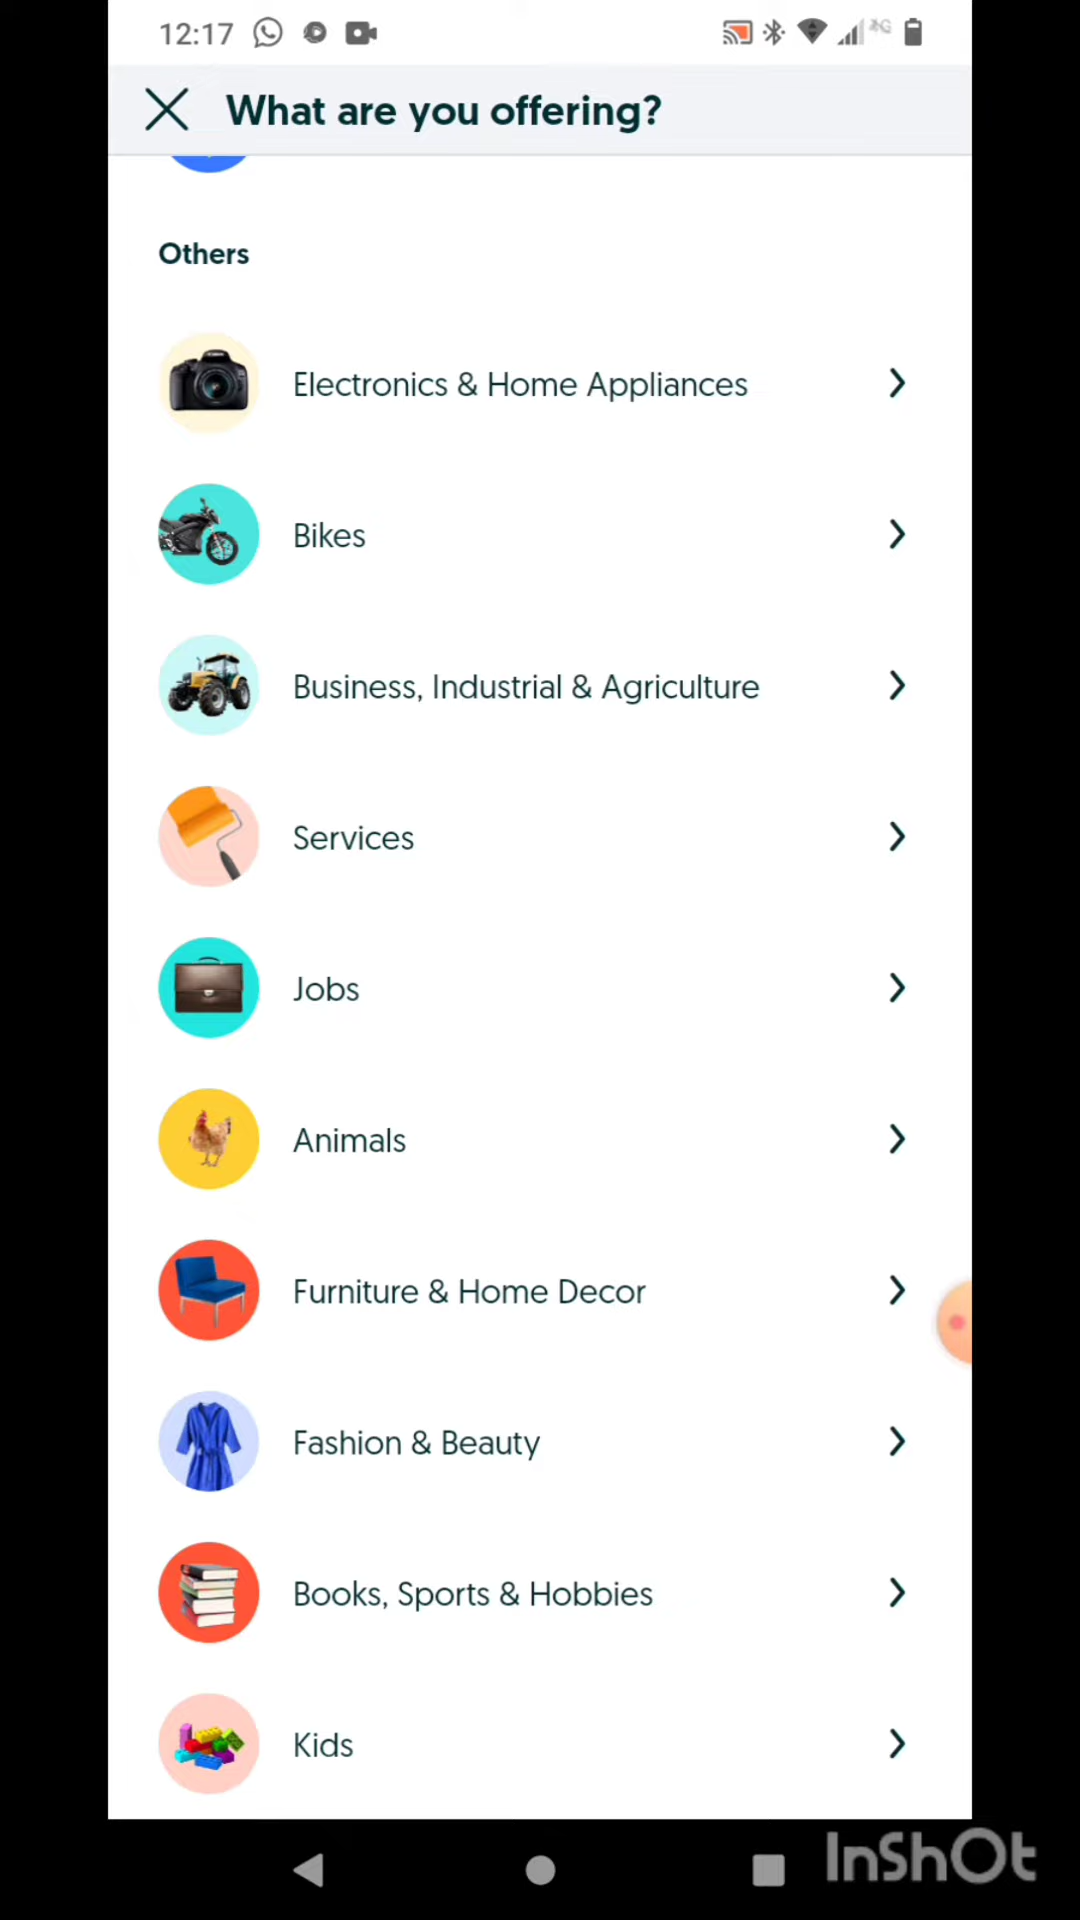 12:17
What are you offering?
Others
Electronics & Home Appliances
Bikes
Business, Industrial & Agriculture
Services
Jobs
Animals
Furniture & Home Decor
Fashion & Beauty
Books, Sports & Hobbies
Kids
InShOt